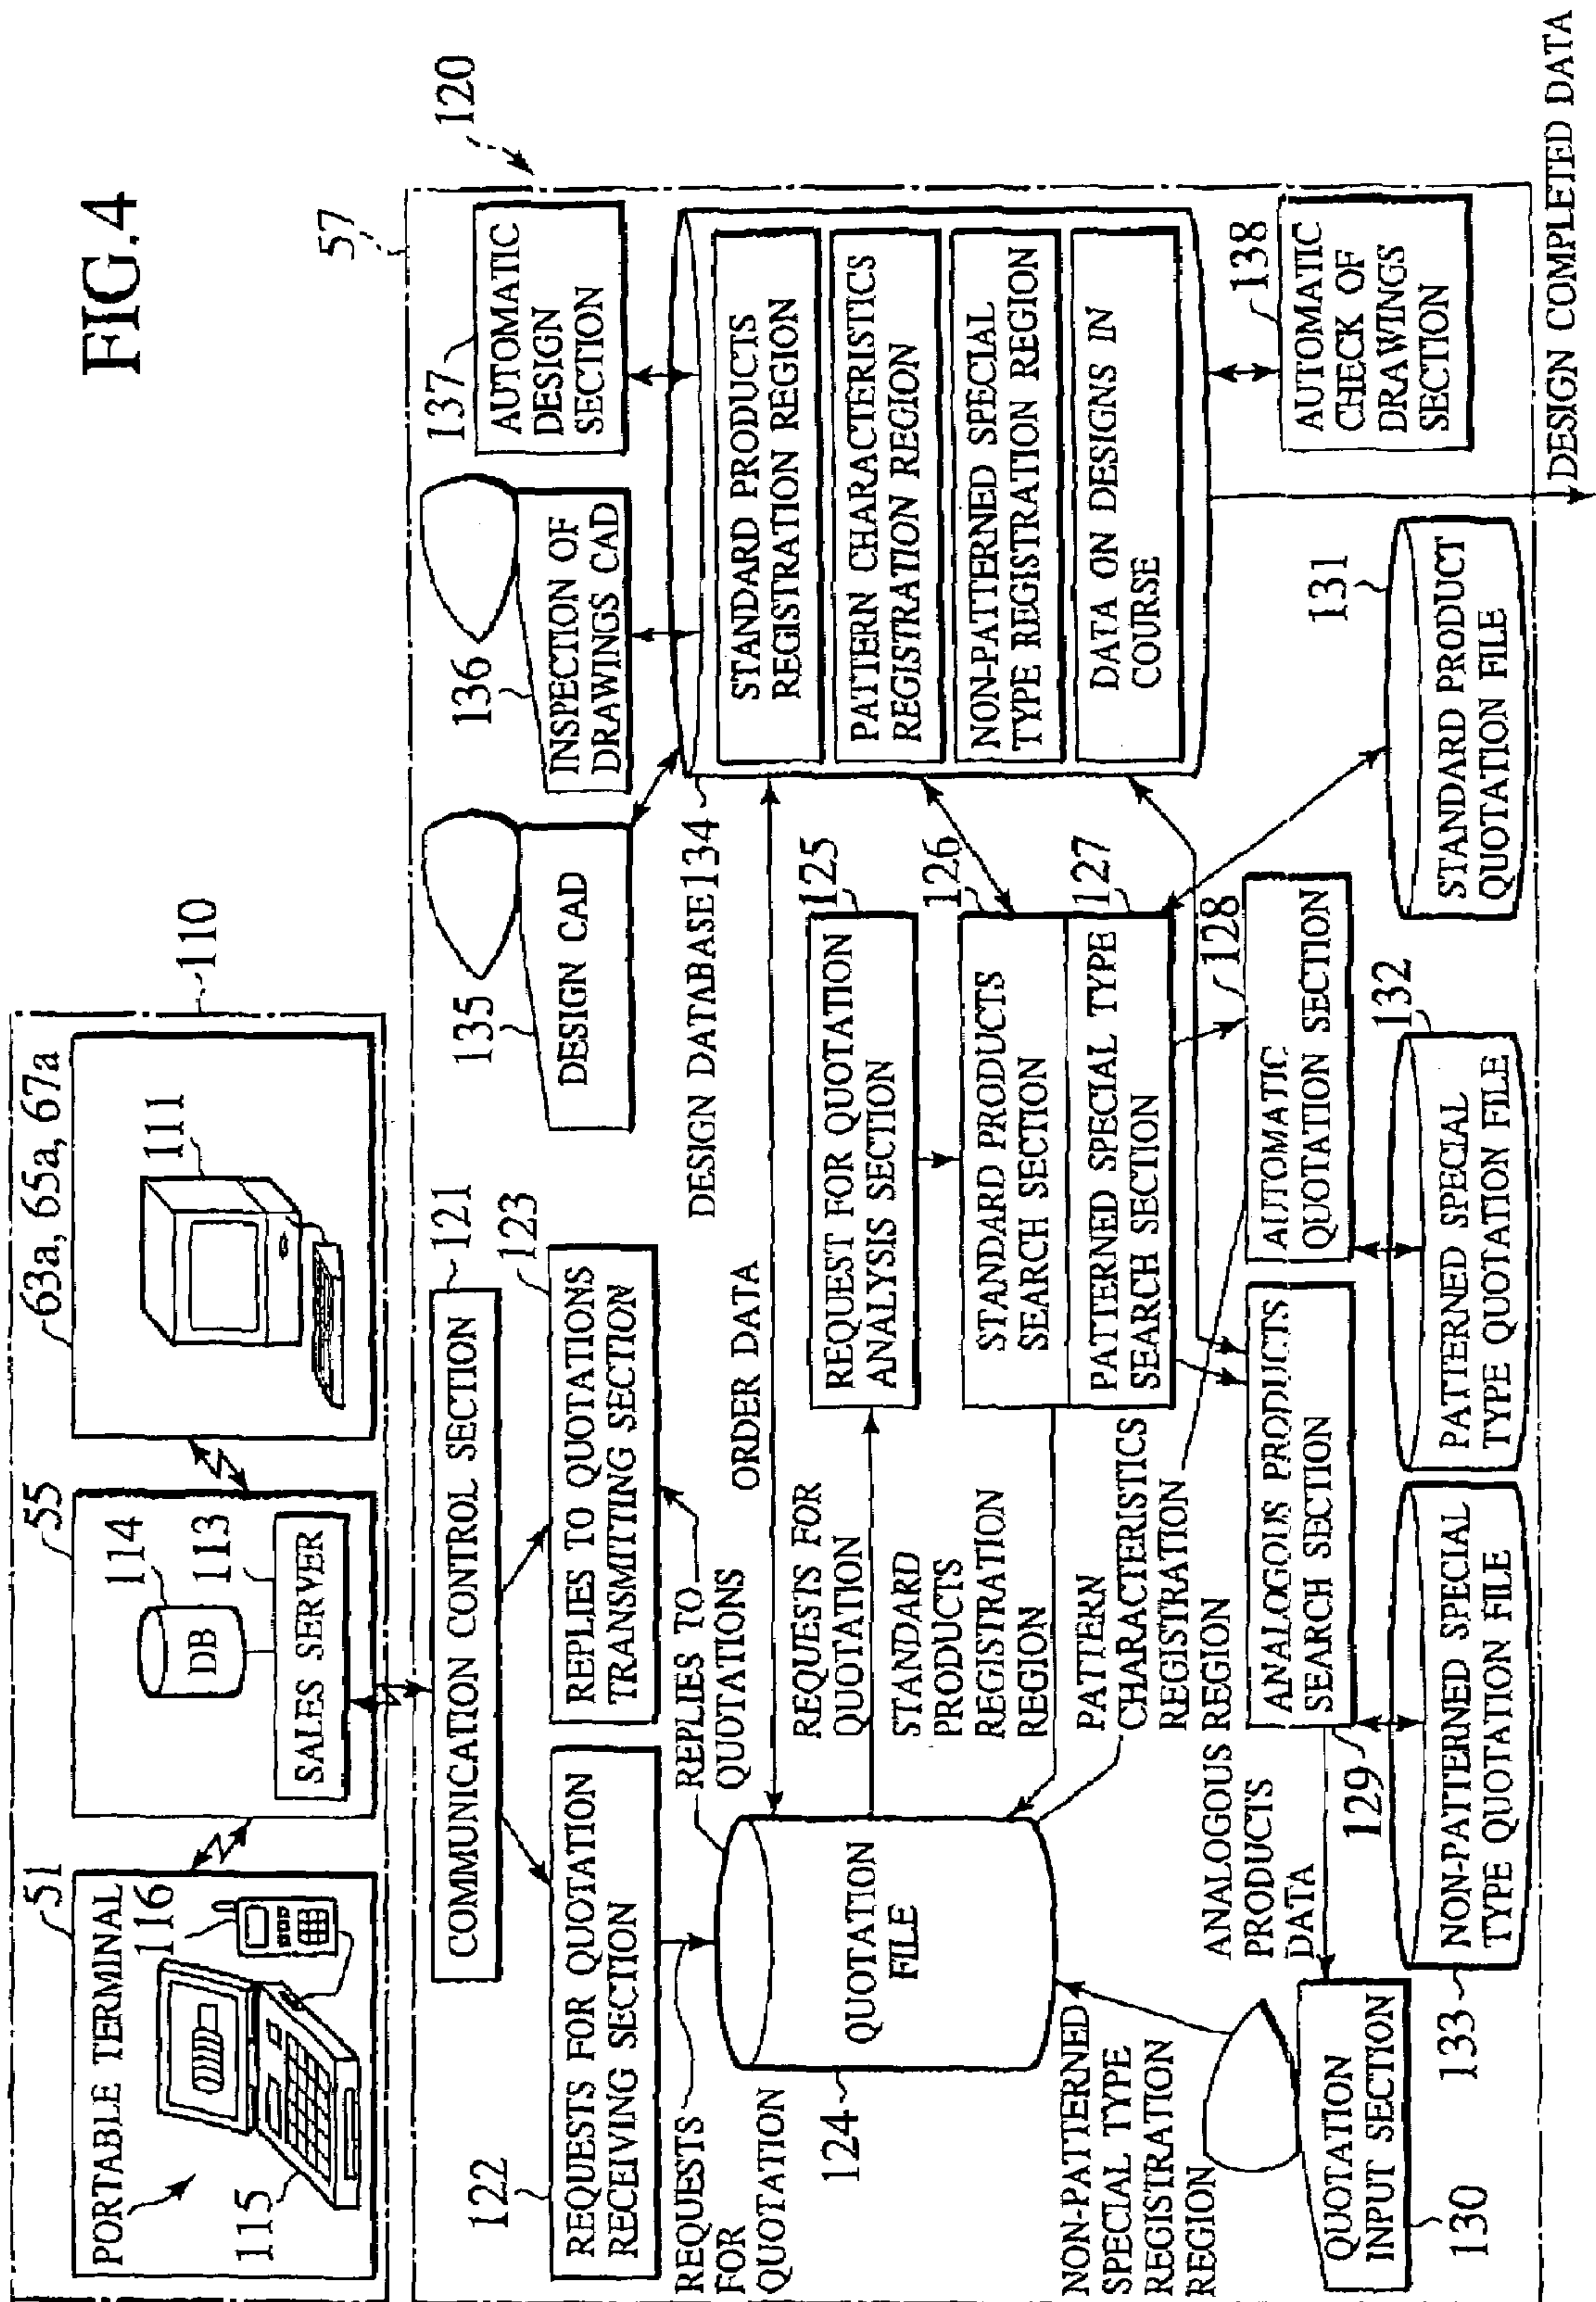 FIG.4
51
PORTABLE TERMINAL
116
115
55
114
DB
113
SALES SERVER
63a, 65a, 67a
111
110
57
120
COMMUNICATION CONTROL SECTION
121
122
REQUESTS FOR QUOTATION
RECEIVING SECTION
123
REPLIES TO QUOTATIONS
TRANSMITTING SECTION
135
DESIGN CAD
136
INSPECTION OF
DRAWINGS CAD
137
AUTOMATIC
DESIGN
SECTION
REQUESTS
FOR
QUOTATION
REPLIES TO
QUOTATIONS
ORDER DATA
DESIGN DATABASE 134
STANDARD PRODUCTS
REGISTRATION REGION
PATTERN CHARACTERISTICS
REGISTRATION REGION
NON-PATTERNED SPECIAL
TYPE REGISTRATION REGION
DATA ON DESIGNS IN
COURSE
124
QUOTATION
FILE
REQUESTS FOR
QUOTATION
125
REQUEST FOR QUOTATION
ANALYSIS SECTION
STANDARD
PRODUCTS
REGISTRATION
REGION
126
STANDARD PRODUCTS
SEARCH SECTION
127
PATTERNED SPECIAL TYPE
SEARCH SECTION
PATTERN
CHARACTERISTICS
REGISTRATION
REGION
NON-PATTERNED
SPECIAL TYPE
REGISTRATION
REGION
ANALOGOUS
PRODUCTS
DATA
ANALOGOUS PRODUCTS
SEARCH SECTION
129
128
AUTOMATIC
QUOTATION SECTION
138
AUTOMATIC
CHECK OF
DRAWINGS
SECTION
QUOTATION
INPUT SECTION
130
133
NON-PATTERNED SPECIAL
TYPE QUOTATION FILE
132
PATTERNED SPECIAL
TYPE QUOTATION FILE
131
STANDARD PRODUCT
QUOTATION FILE
DESIGN COMPLETED DATA